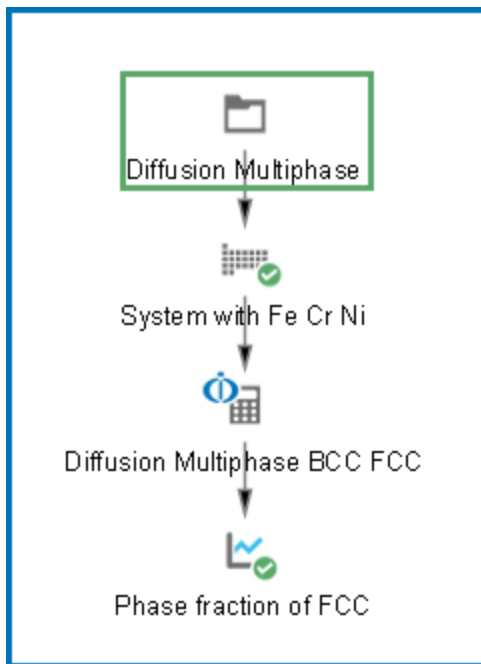 Diffusion Multiphase
System with Fe Cr Ni
Diffusion Multiphase BCC FCC
Phase fraction of FCC